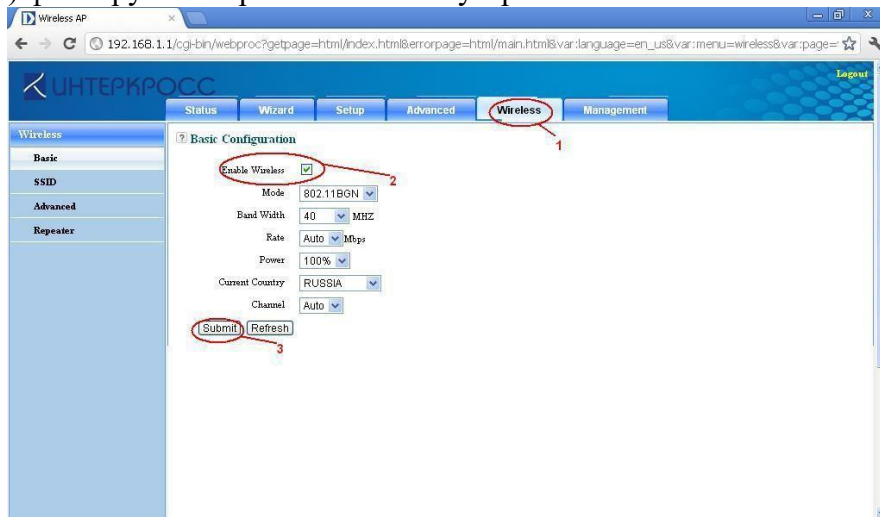 Wireless AP
192.168.1.1/cgi-bin/webproc?getpage=html/index.html&errorpage=html/main.html&var:language=en_us&var:menu=wireless&var:page=
ИНТЕРКРОСС
Logout
Status Wizard Setup Advanced Wireless Management
1
Wireless
Basic
SSID
Advanced
Repeater
? Basic Configuration
Enable Wireless
2
Mode 802.11BGN
Band Width 40 MHZ
Rate Auto Mbps
Power 100%
Current Country RUSSIA
Channel Auto
Submit Refresh
3